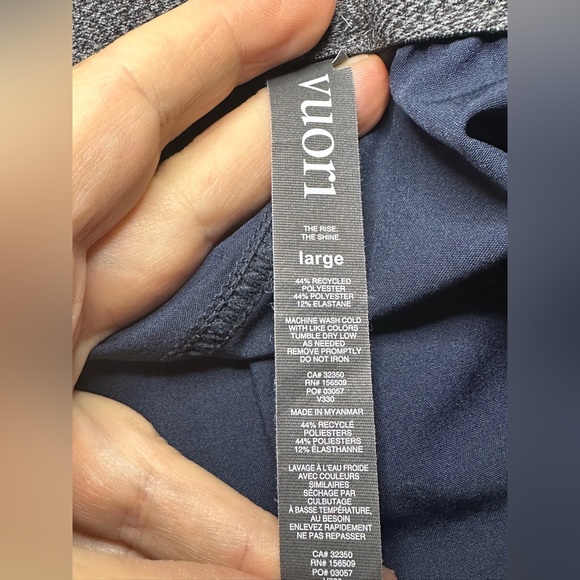 vuori
THE RISE.
THE SHINE.
large
44% RECYCLED
POLYESTER
44% POLYESTER
12% ELASTANE
MACHINE WASH COLD
WITH LIKE COLORS
TUMBLE DRY LOW
AS NEEDED
REMOVE PROMPTLY
DO NOT IRON
CA# 32350
RN# 156509
PO# 03057
V330
MADE IN MYANMAR
44% RECYCLÉ
POLIESTERS
44% POLIESTERS
12% ÉLASTHANNE
LAVAGE À L'EAU FROIDE
AVEC COULEURS
SIMILAIRES
SÉCHAGE PAR
CULBUTAGE
À BASSE TEMPÉRATURE,
AU BESOIN
ENLEVEZ RAPIDEMENT
NE PAS REPASSER
CA# 32350
RN# 156509
PO# 03057
V330